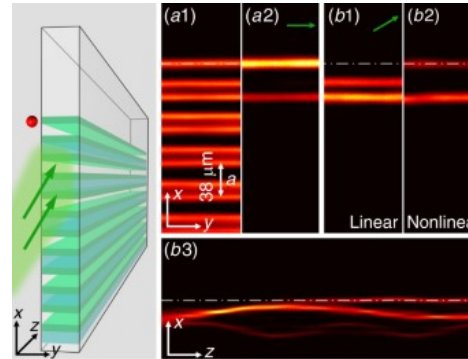 (a1)
(a2)
(b1)
(b2)
38 μm
a
x
y
Linear
Nonlinea
(b3)
x
z
x
z
y